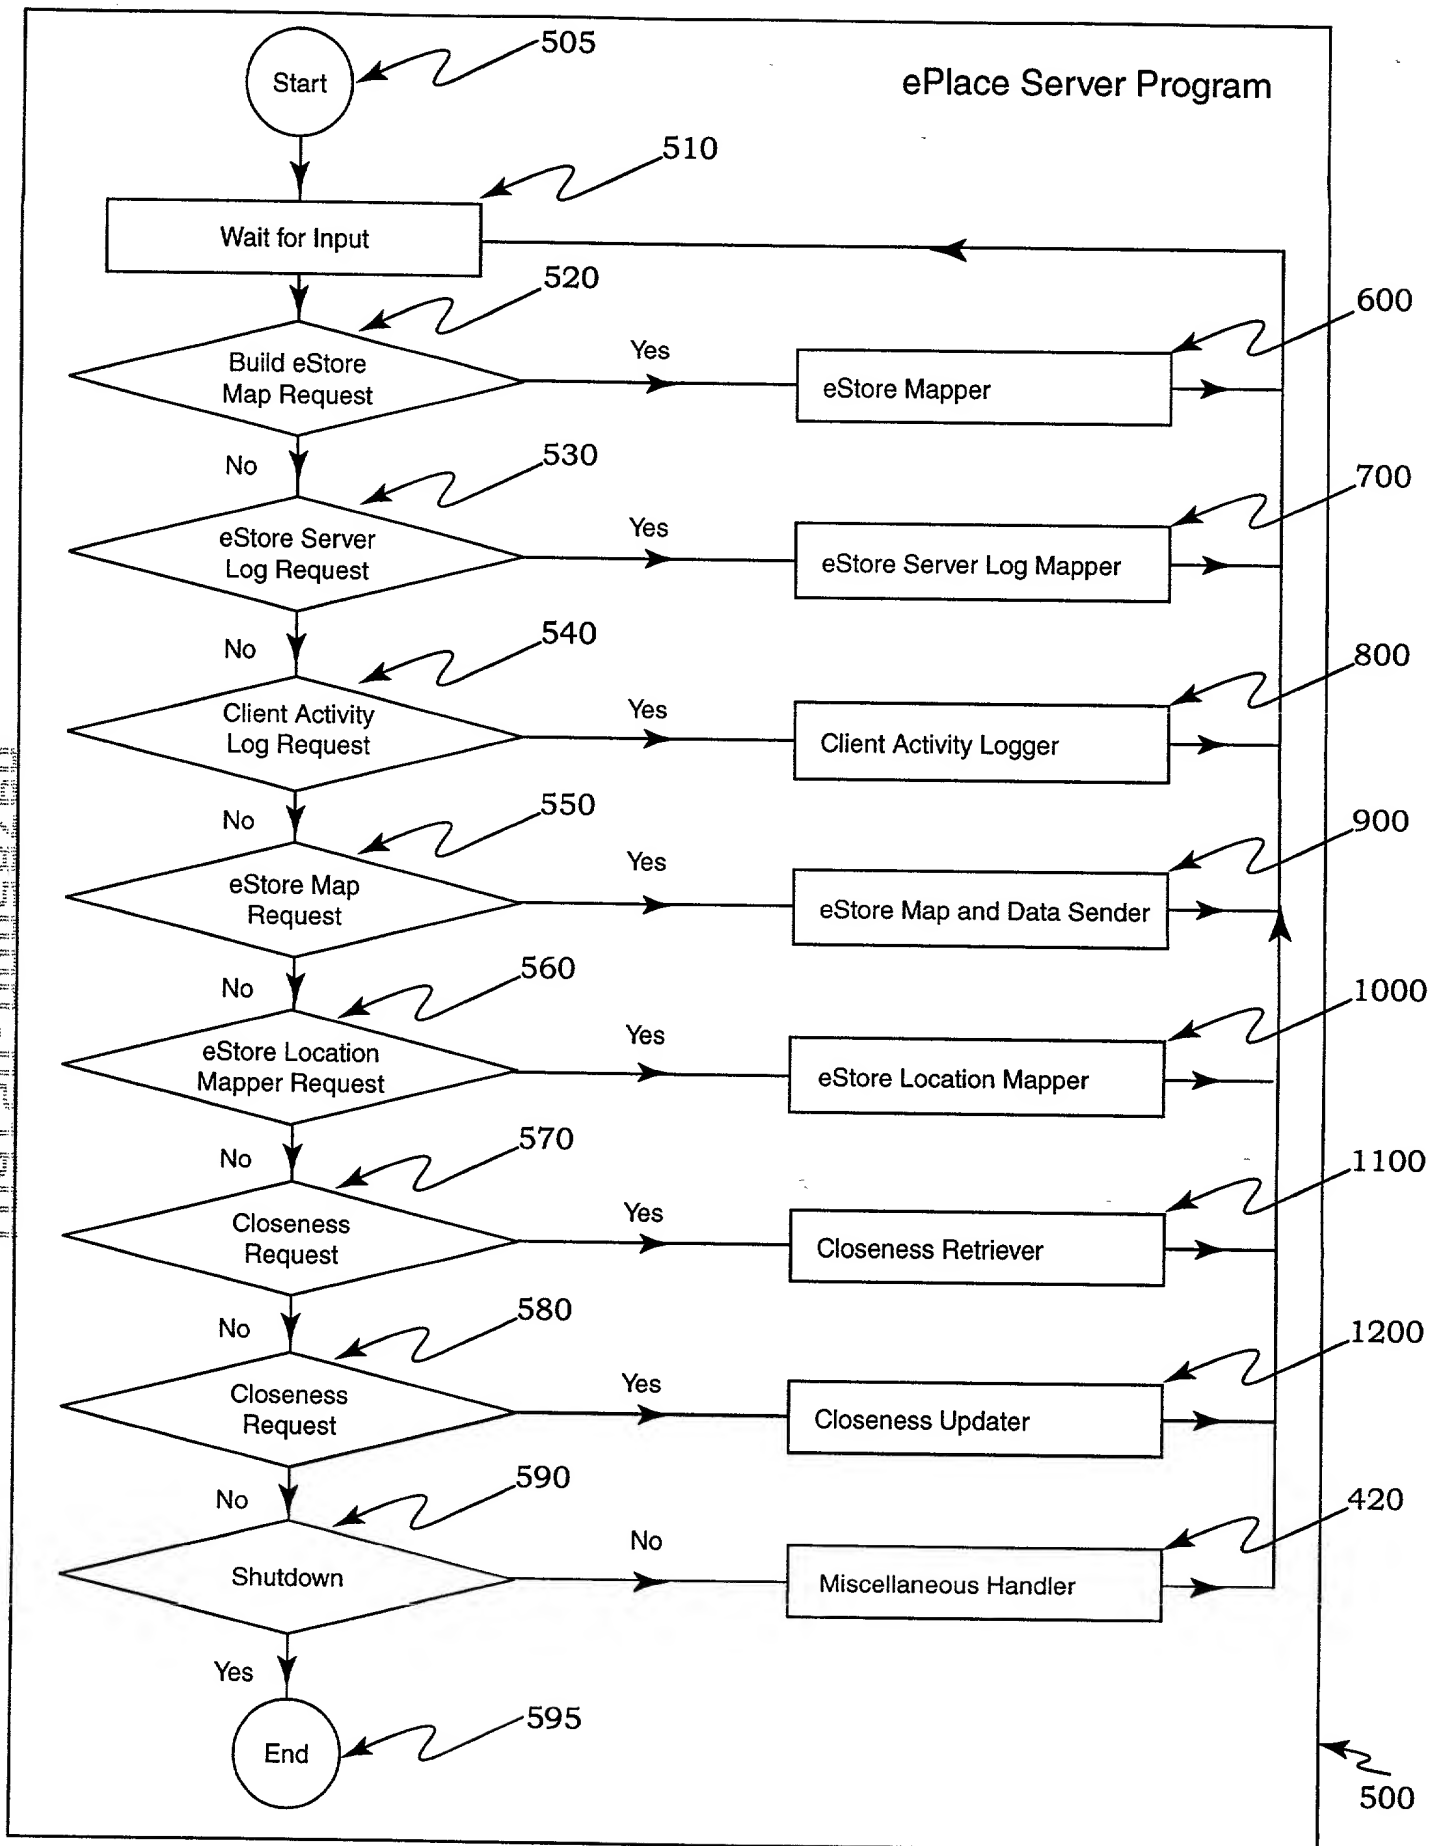 505
Start
ePlace Server Program
510
Wait for Input
520
600
Build eStore
Map Request
Yes
eStore Mapper
No
530
700
eStore Server
Log Request
Yes
eStore Server Log Mapper
No
540
800
Client Activity
Log Request
Yes
Client Activity Logger
No
550
900
eStore Map
Request
Yes
eStore Map and Data Sender
No
560
1000
eStore Location
Mapper Request
Yes
eStore Location Mapper
No
570
1100
Closeness
Request
Yes
Closeness Retriever
No
580
1200
Closeness
Request
Yes
Closeness Updater
No
590
420
Shutdown
No
Miscellaneous Handler
Yes
595
End
500